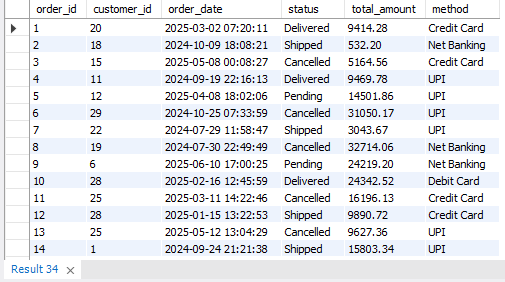 order_id customer_id order_date status total_amount method
1 20 2025-03-02 07:20:11 Delivered 9414.28 Credit Card
2 18 2024-10-09 18:08:21 Shipped 532.20 Net Banking
3 15 2025-05-08 00:08:27 Cancelled 5164.56 Credit Card
4 11 2024-09-19 22:16:13 Delivered 9469.78 UPI
5 12 2025-04-08 18:02:06 Pending 14501.86 UPI
6 29 2024-10-25 07:33:59 Cancelled 31050.17 UPI
7 22 2024-07-29 11:58:47 Shipped 3043.67 UPI
8 19 2024-07-30 22:49:49 Cancelled 32714.06 Net Banking
9 6 2025-06-10 17:00:25 Pending 24219.20 Net Banking
10 28 2025-02-16 12:45:59 Delivered 24342.52 Debit Card
11 25 2025-03-11 14:22:46 Cancelled 16196.13 Credit Card
12 28 2025-01-15 13:22:53 Shipped 9890.72 Credit Card
13 25 2025-05-12 13:04:29 Cancelled 9627.36 UPI
14 1 2024-09-24 21:21:38 Shipped 15803.34 UPI
Result 34